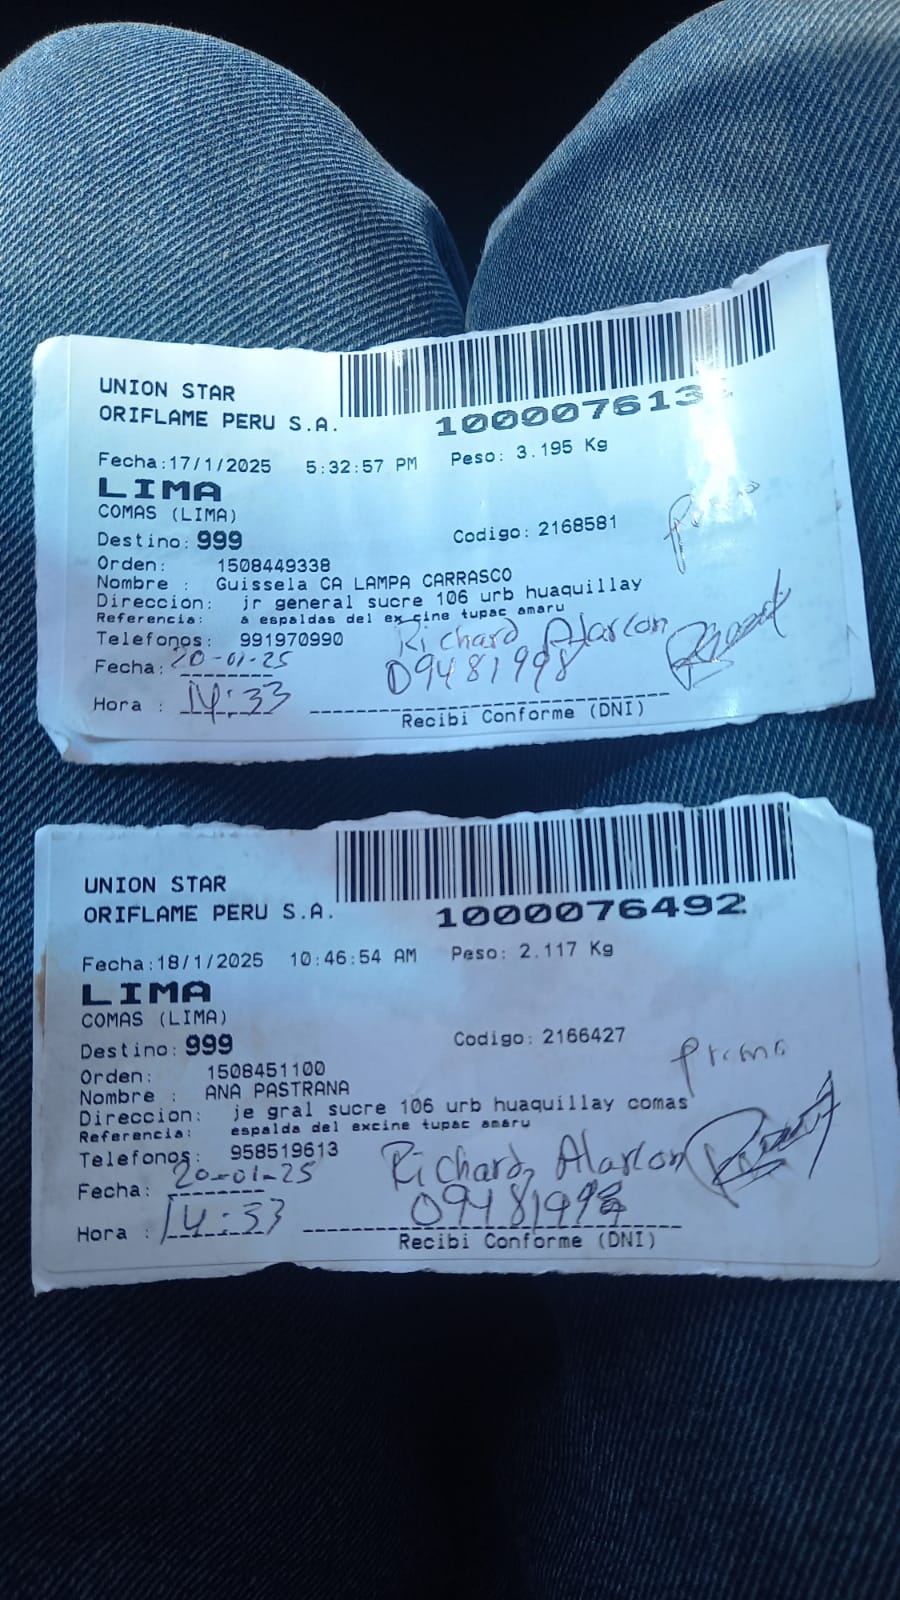 UNION STAR
ORIFLAME PERU S.A.
Fecha:17/1/2025 5:32:57 PM Peso: 3.195 Kg
LIMA
COMAS (LIMA)
Destino: 999 Codigo: 2168581
Orden: 1508449338
Nombre : Guissela CA LAMPA CARRASCO
Direccion: jr general sucre 106 urb huaquillay
Referencia: a espaldas del ex cine tupac amaru
Telefonos: 991970990 Richard Alarcon
Fecha: 20-01-25 09481998
Hora : 14:33
Recibi Conforme (DNI)
UNION STAR
ORIFLAME PERU S.A.
1000076492
Fecha:18/1/2025 10:46:54 AM Peso: 2.117 Kg
LIMA
COMAS (LIMA)
Destino: 999 Codigo: 2166427
primo
Orden: 1508451100
Nombre : ANA PASTRANA
Direccion: je gral sucre 106 urb huaquillay comas
Referencia: espalda del excine tupac amaru
Telefonos: 958519613 Richard Alarcon
Fecha: 20-01-25
Hora : 14:33
Recibi Conforme (DNI)